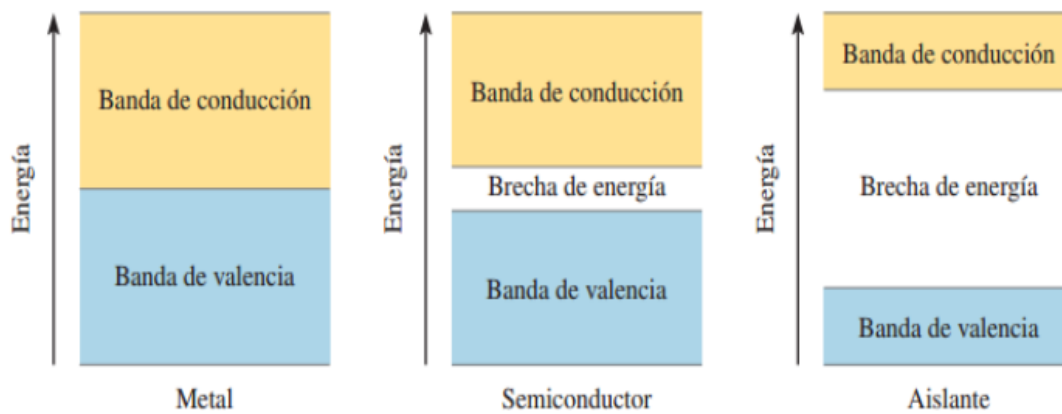 Energía
Banda de conducción
Banda de valencia
Metal
Energía
Banda de conducción
Brecha de energía
Banda de valencia
Semiconductor
Energía
Banda de conducción
Brecha de energía
Banda de valencia
Aislante